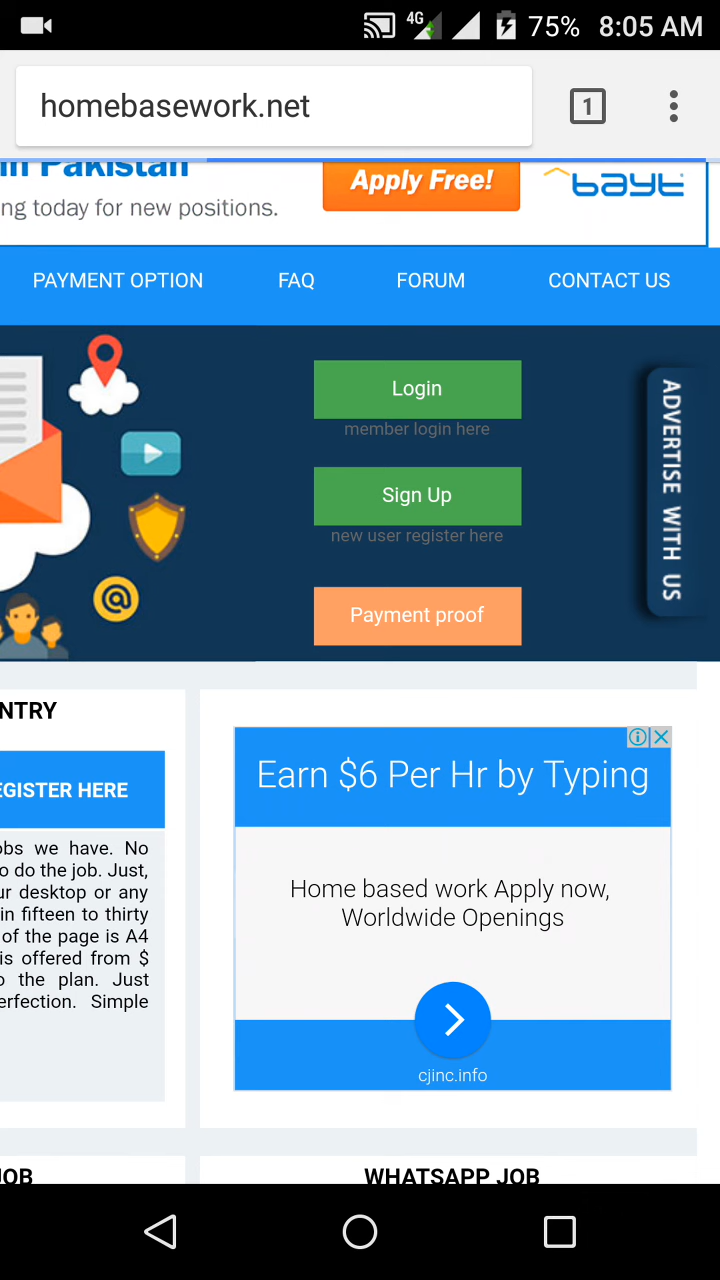 4G 75% 8:05 AM
homebasework.net
1
in Pakistan
ng today for new positions.
Apply Free!
bayt
PAYMENT OPTION FAQ FORUM CONTACT US
Login
member login here
Sign Up
new user register here
Payment proof
ADVERTISE WITH US
NTRY
EGISTER HERE
obs we have. No
o do the job. Just,
ur desktop or any
in fifteen to thirty
of the page is A4
is offered from $
o the plan. Just
erfection. Simple
Earn $6 Per Hr by Typing
Home based work Apply now,
Worldwide Openings
cjinc.info
JOB
WHATSAPP JOB